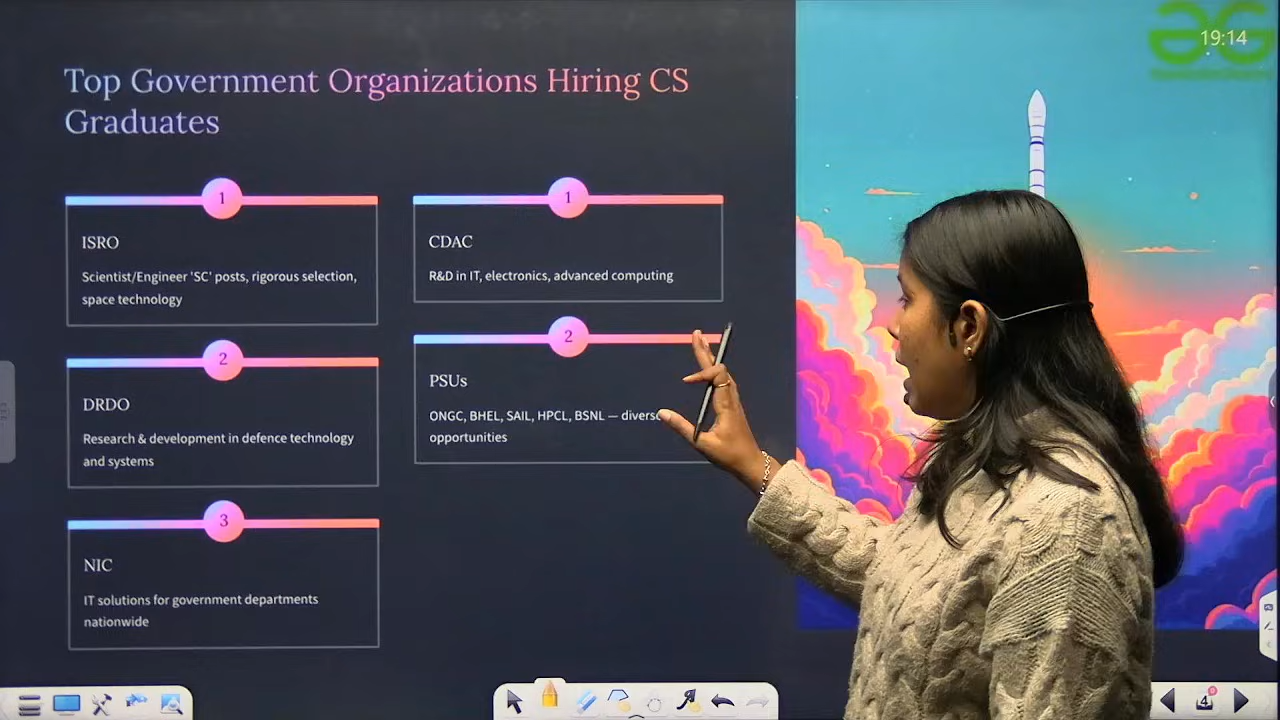 Top Government Organizations Hiring CS
Graduates
1
ISRO
Scientist/Engineer 'SC' posts, rigorous selection,
space technology
2
DRDO
Research & development in defence technology
and systems
3
NIC
IT solutions for government departments
nationwide
1
CDAC
R&D in IT, electronics, advanced computing
2
PSUs
ONGC, BHEL, SAIL, HPCL, BSNL — diverse
opportunities
19:14
4